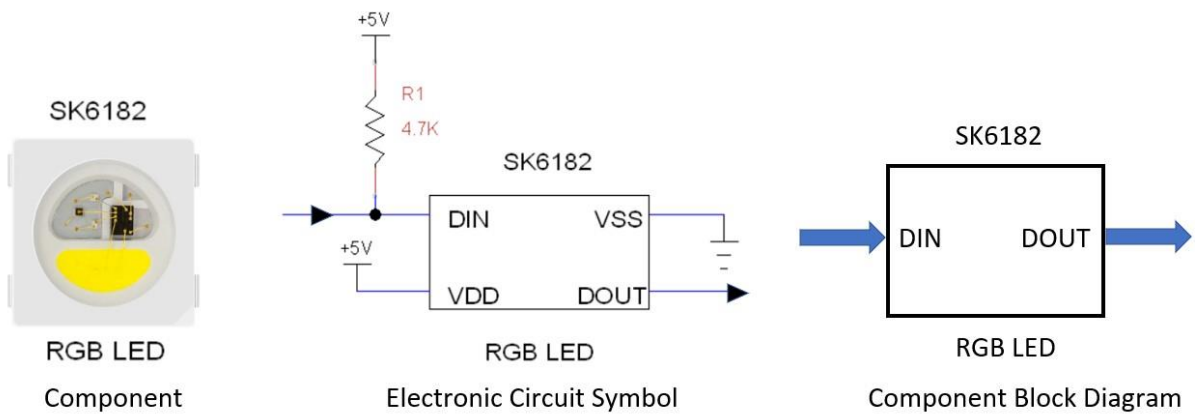 SK6182
RGB LED
Component
+5V
R1
4.7K
SK6182
DIN
VSS
+5V
VDD
DOUT
RGB LED
Electronic Circuit Symbol
SK6182
DIN
DOUT
RGB LED
Component Block Diagram